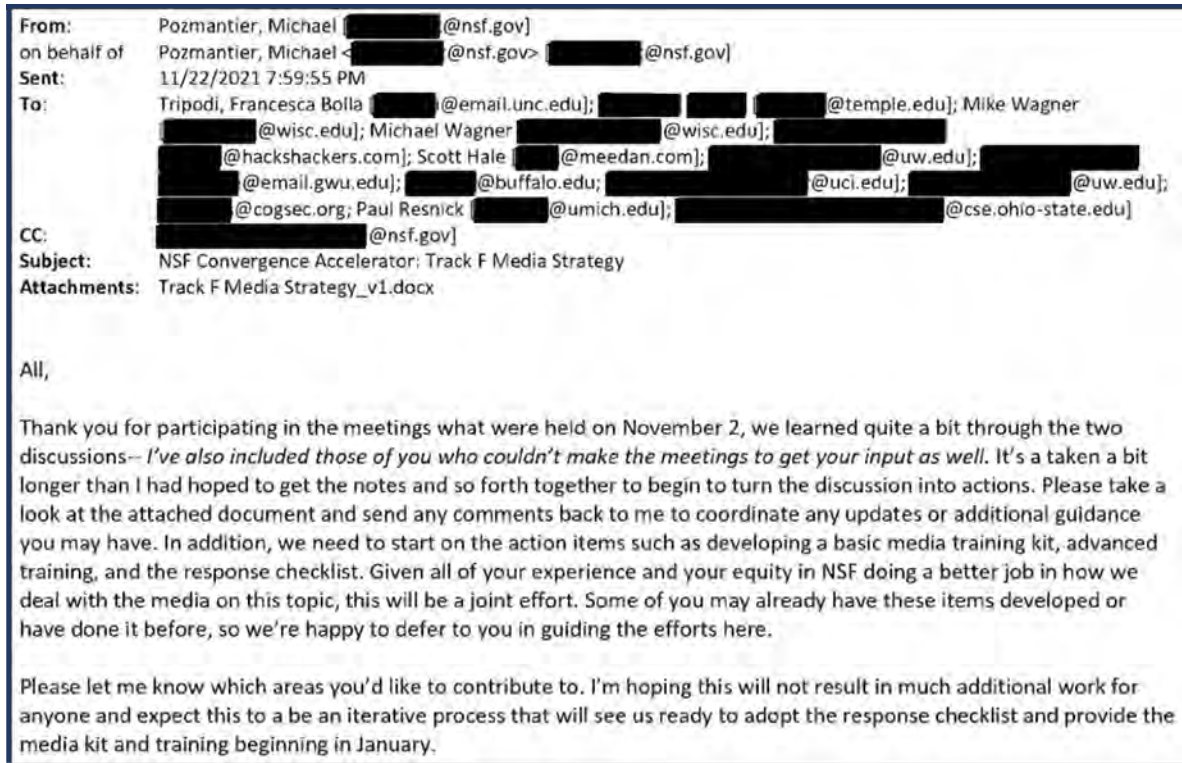 From: Pozmantier, Michael [ @nsf.gov]
on behalf of Pozmantier, Michael < @nsf.gov> [ @nsf.gov]
Sent: 11/22/2021 7:59:55 PM
To: Tripodi, Francesca Bolla [ @email.unc.edu]; [ @temple.edu]; Mike Wagner
[ @wisc.edu]; Michael Wagner @wisc.edu];
@hackshackers.com]; Scott Hale [ @meedan.com]; @uw.edu];
@email.gwu.edu]; @buffalo.edu; @uci.edu]; @uw.edu];
@cogsec.org; Paul Resnick [ @umich.edu]; @cse.ohio-state.edu]
CC: @nsf.gov]
Subject: NSF Convergence Accelerator: Track F Media Strategy
Attachments: Track F Media Strategy_v1.docx
All,
Thank you for participating in the meetings what were held on November 2, we learned quite a bit through the two
discussions-- I've also included those of you who couldn't make the meetings to get your input as well. It's a taken a bit
longer than I had hoped to get the notes and so forth together to begin to turn the discussion into actions. Please take a
look at the attached document and send any comments back to me to coordinate any updates or additional guidance
you may have. In addition, we need to start on the action items such as developing a basic media training kit, advanced
training, and the response checklist. Given all of your experience and your equity in NSF doing a better job in how we
deal with the media on this topic, this will be a joint effort. Some of you may already have these items developed or
have done it before, so we're happy to defer to you in guiding the efforts here.
Please let me know which areas you'd like to contribute to. I'm hoping this will not result in much additional work for
anyone and expect this to a be an iterative process that will see us ready to adopt the response checklist and provide the
media kit and training beginning in January.